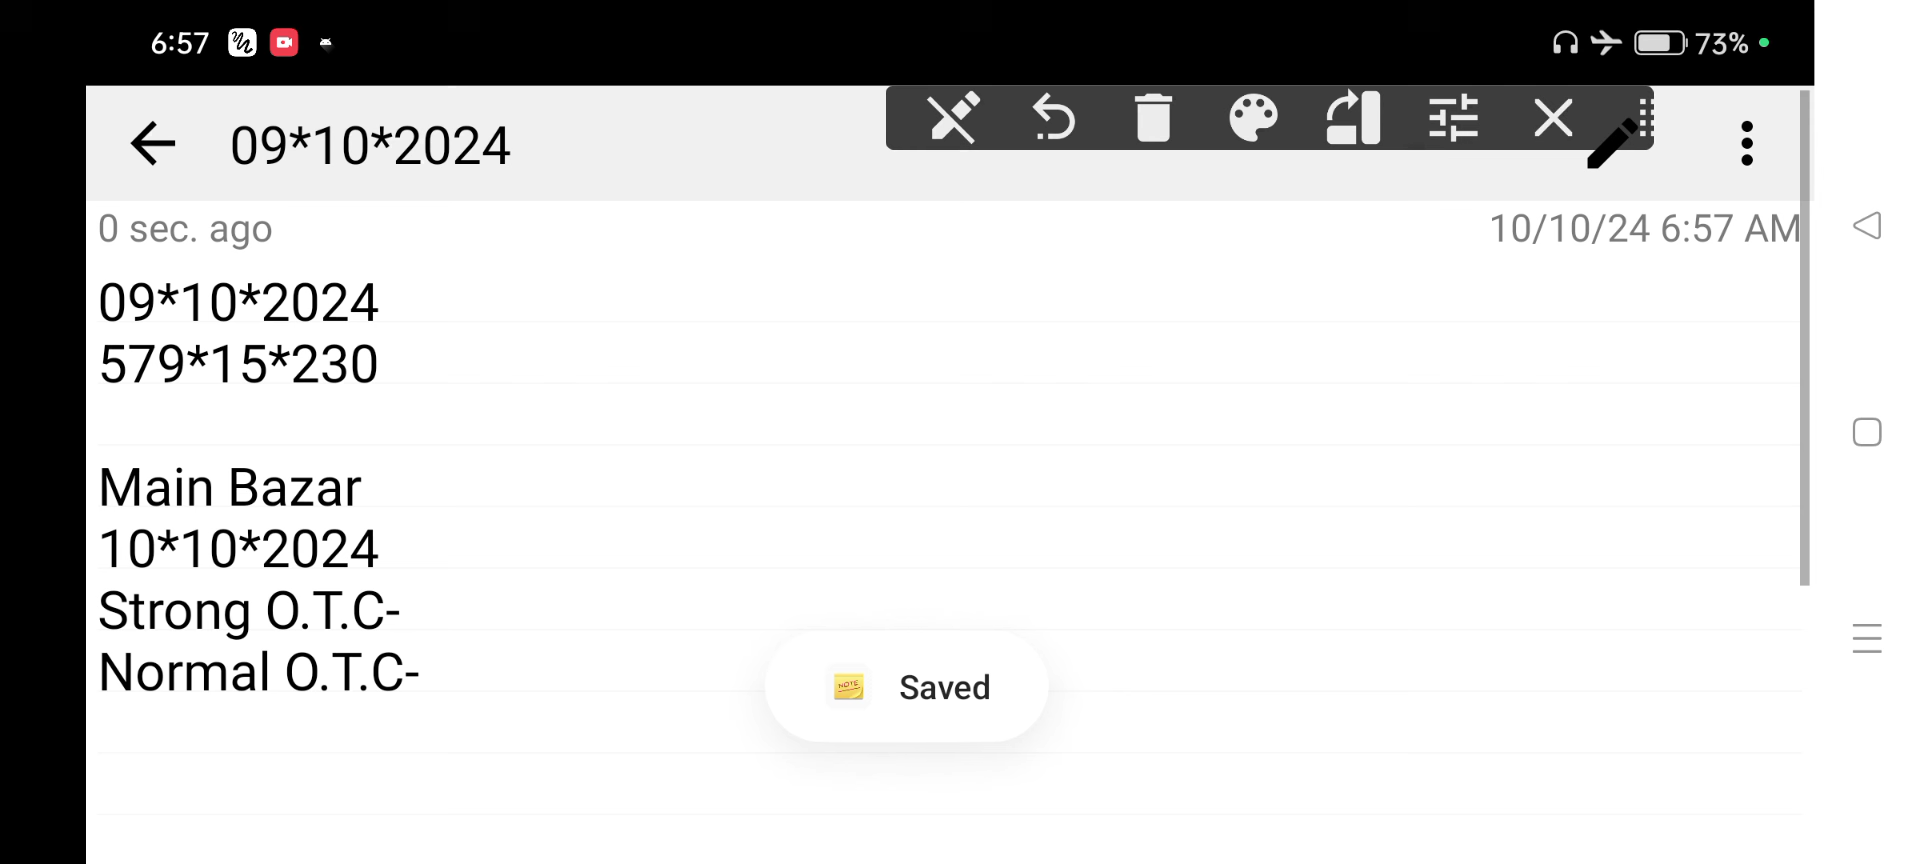 6:57
73%
09*10*2024
0 sec. ago
10/10/24 6:57 AM
09*10*2024
579*15*230
Main Bazar
10*10*2024
Strong O.T.C-
Normal O.T.C-
NOTE
Saved